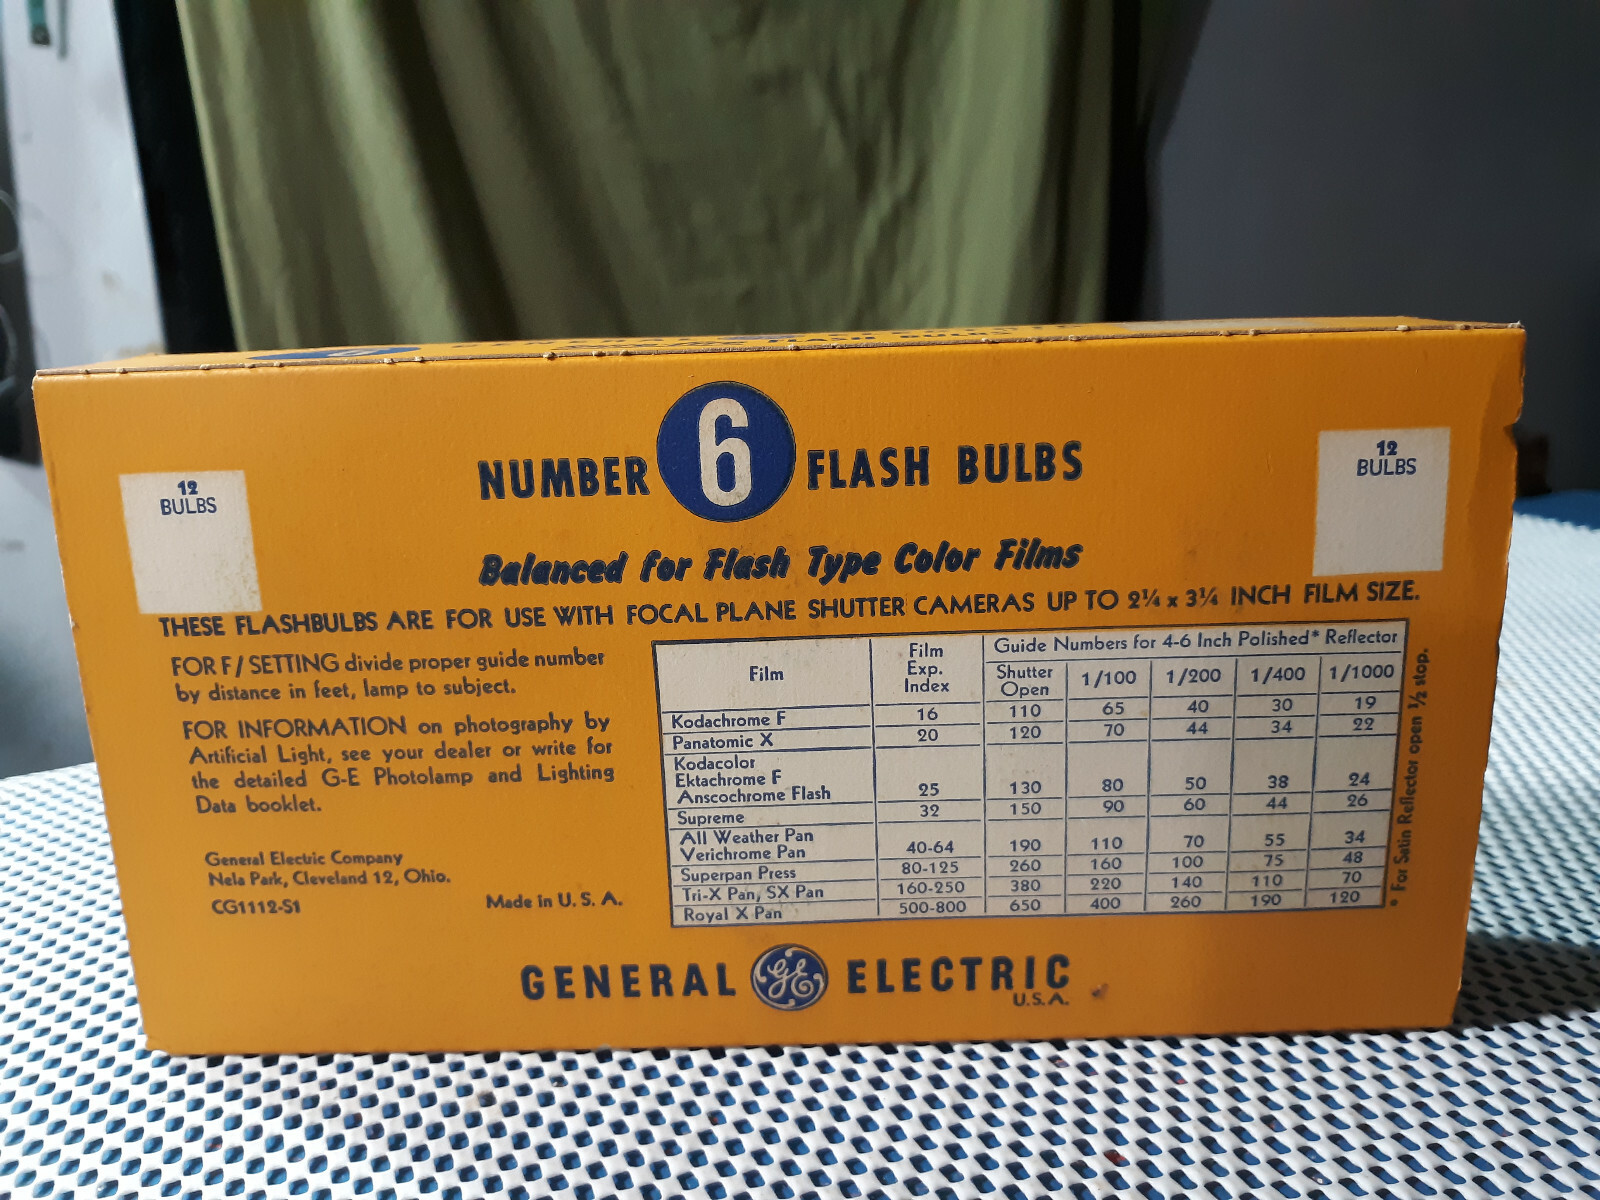 6
FLASH BULBS
NUMBER 6 FLASH BULBS
12
BULBS
12
BULBS
Balanced for Flash Type Color Films
THESE FLASHBULBS ARE FOR USE WITH FOCAL PLANE SHUTTER CAMERAS UP TO 2¼ x 3¼ INCH FILM SIZE.
FOR F/ SETTING divide proper guide number
by distance in feet, lamp to subject.
FOR INFORMATION on photography by
Artificial Light, see your dealer or write for
the detailed G-E Photolamp and Lighting
Data booklet.
General Electric Company
Nela Park, Cleveland 12, Ohio.
CG1112-S1
Made in U. S. A.
Film Film Exp. Index Guide Numbers for 4-6 Inch Polished* Reflector
Shutter Open 1/100 1/200 1/400 1/1000
Kodachrome F 16 110 65 40 30 19
Panatomic X 20 120 70 44 34 22
Kodacolor
Ektachrome F
Anscochrome Flash 25 130 80 50 38 24
Supreme 32 150 90 60 44 26
All Weather Pan
Verichrome Pan 40-64 190 110 70 55 34
Superpan Press 80-125 260 160 100 75 48
Tri-X Pan, SX Pan 160-250 380 220 140 110 70
Royal X Pan 500-800 650 400 260 190 120
* For Satin Reflector open 1/2 stop.
GENERAL GE ELECTRIC
U.S.A.